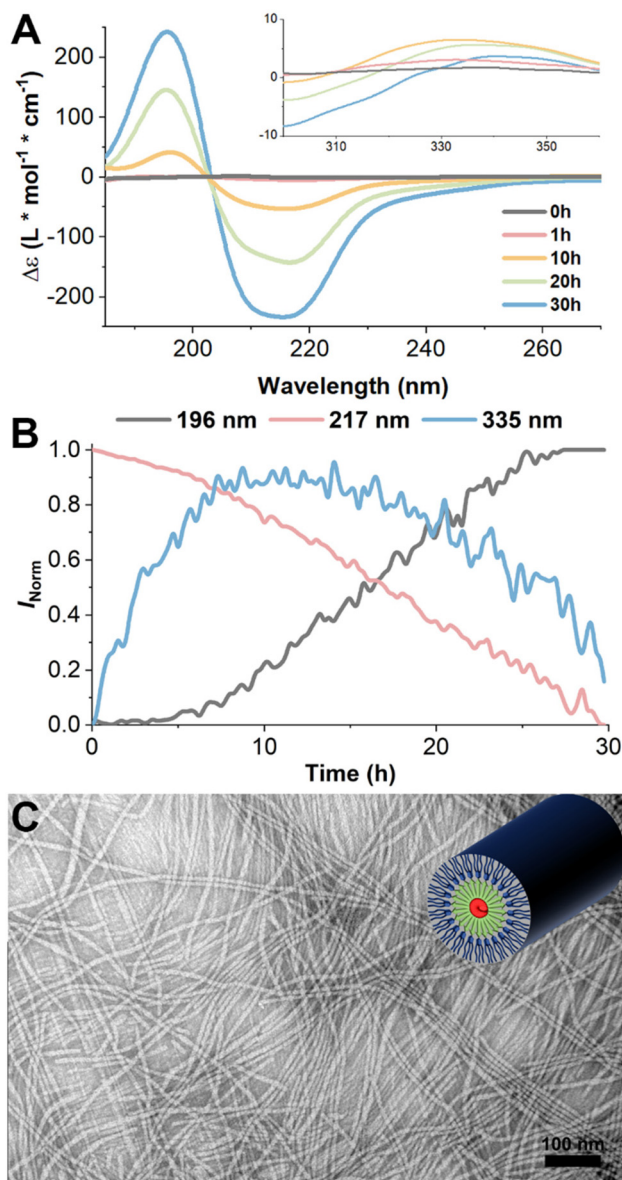 A
10
0
-10
310
330
350
200
100
0
-100
-200
Δε (L * mol⁻¹ * cm⁻¹)
0h
1h
10h
20h
30h
200
220
240
260
Wavelength (nm)
196 nm
217 nm
335 nm
B
1.0
0.8
0.6
0.4
0.2
0.0
I_Norm
0
10
20
30
Time (h)
C
100 nm